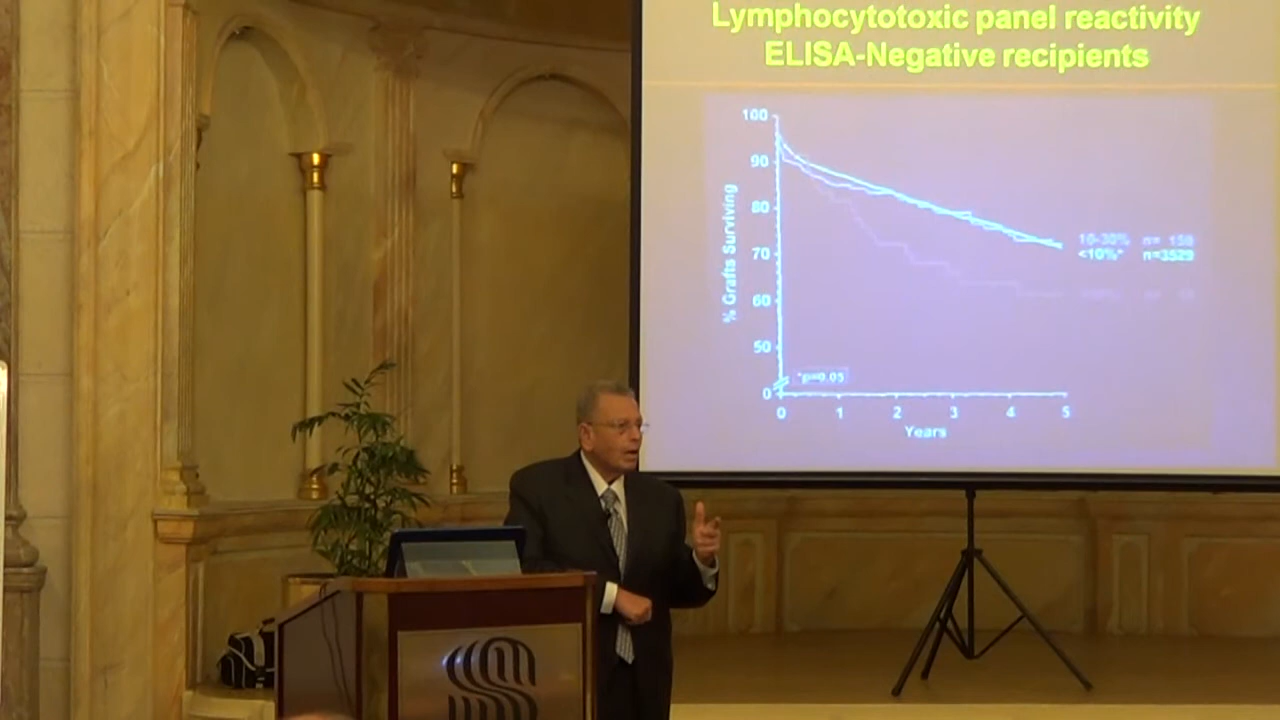 Lymphocytotoxic panel reactivity
ELISA-Negative recipients
100
90
80
70
60
50
0
% Grafts Surviving
10-30% n= 158
<10%* n=3529
*p=0.05
0 1 2 3 4 5
Years
S